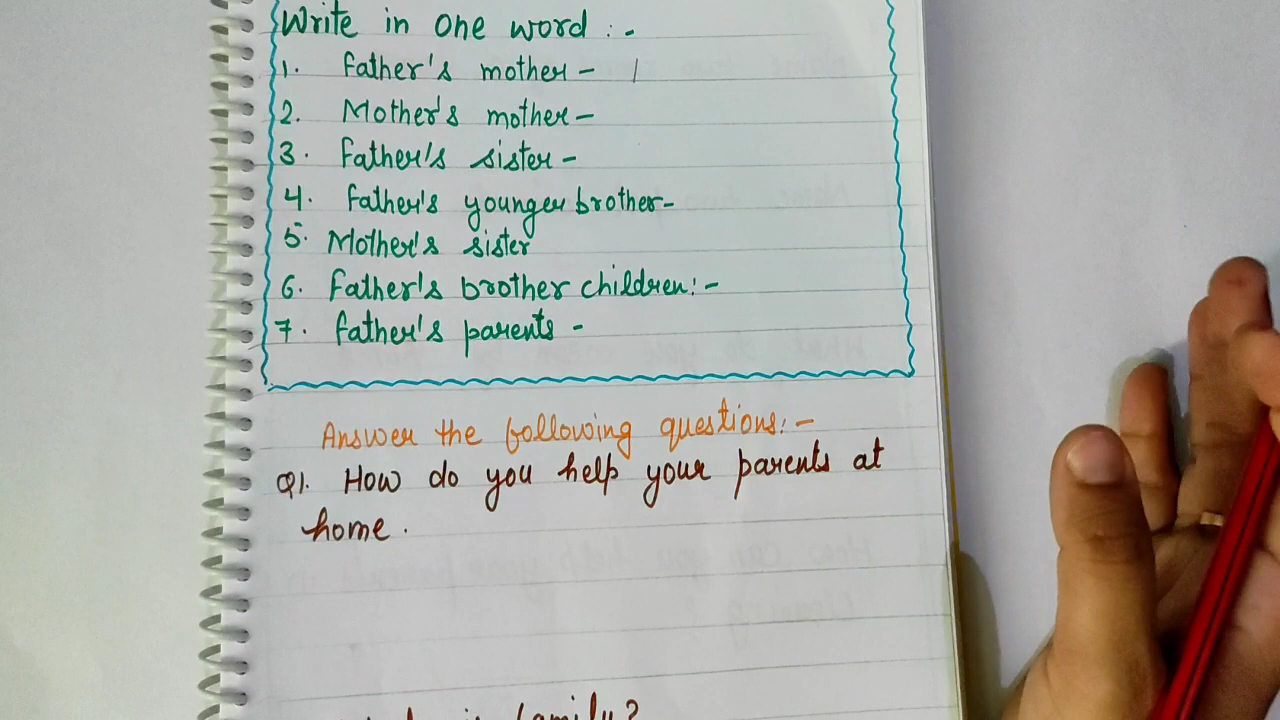 Write in one word :-
1. Father's mother -
2. Mother's mother -
3. Father's sister -
4. Father's younger brother -
5. Mother's sister
6. Father's brother children:-
7. Father's parents -
Answer the following questions:-
Q1. How do you help your parents at
home.
family?